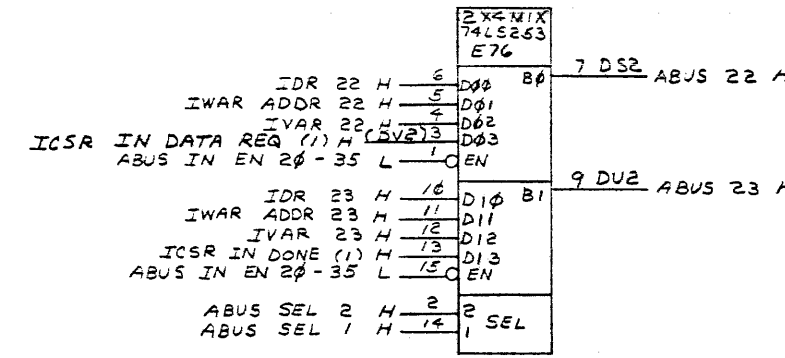 2X4 MIX
74LS253
E76
IDR 22 H 6 DØØ BØ 7 DS2 ABUS 22 H
IWAR ADDR 22 H 5 DØ1
IVAR 22 H 4 DØ2
ICSR IN DATA REQ (1) H (DV2) 3 DØ3
ABUS IN EN 2Ø-35 L 1 EN
IDR 23 H 1Ø D1Ø B1 9 DU2 ABUS 23 H
IWAR ADDR 23 H 11 D11
IVAR 23 H 12 D12
ICSR IN DONE (1) H 13 D13
ABUS IN EN 2Ø-35 L 15 EN
ABUS SEL 2 H 2 2 SEL
ABUS SEL 1 H 14 1